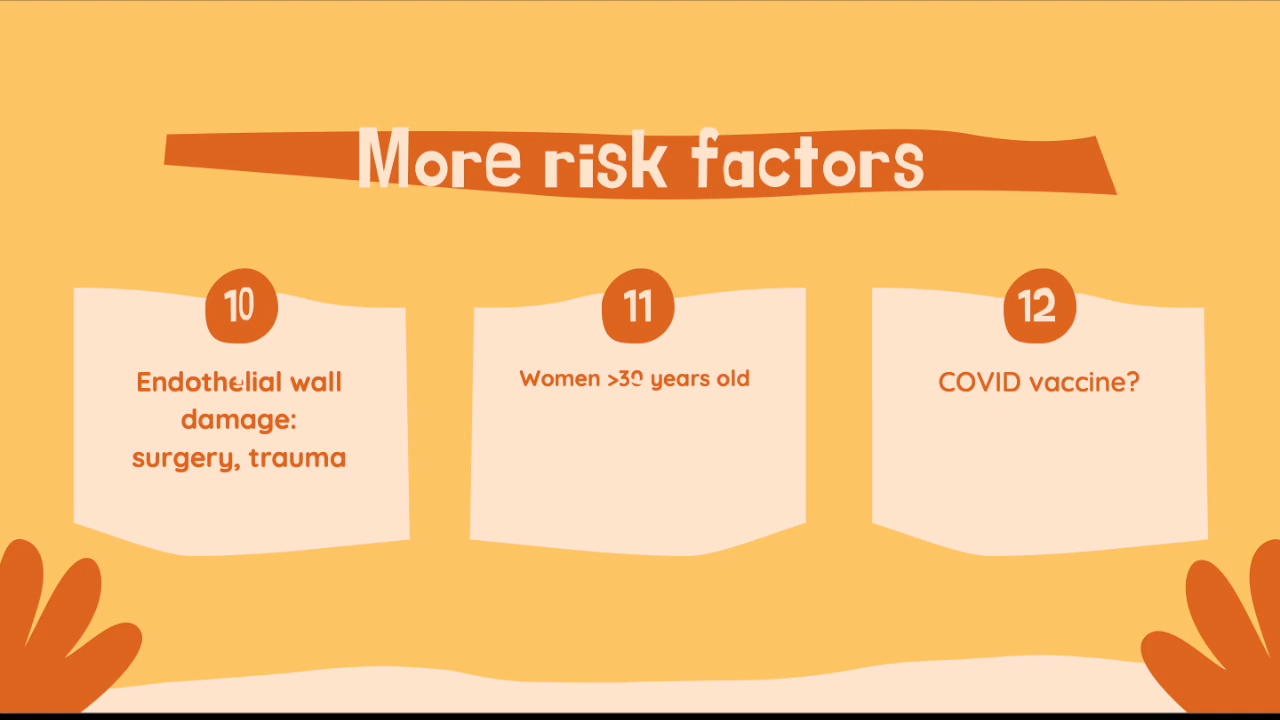 More risk factors
10
Endothelial wall
damage:
surgery, trauma
11
Women >30 years old
12
COVID vaccine?